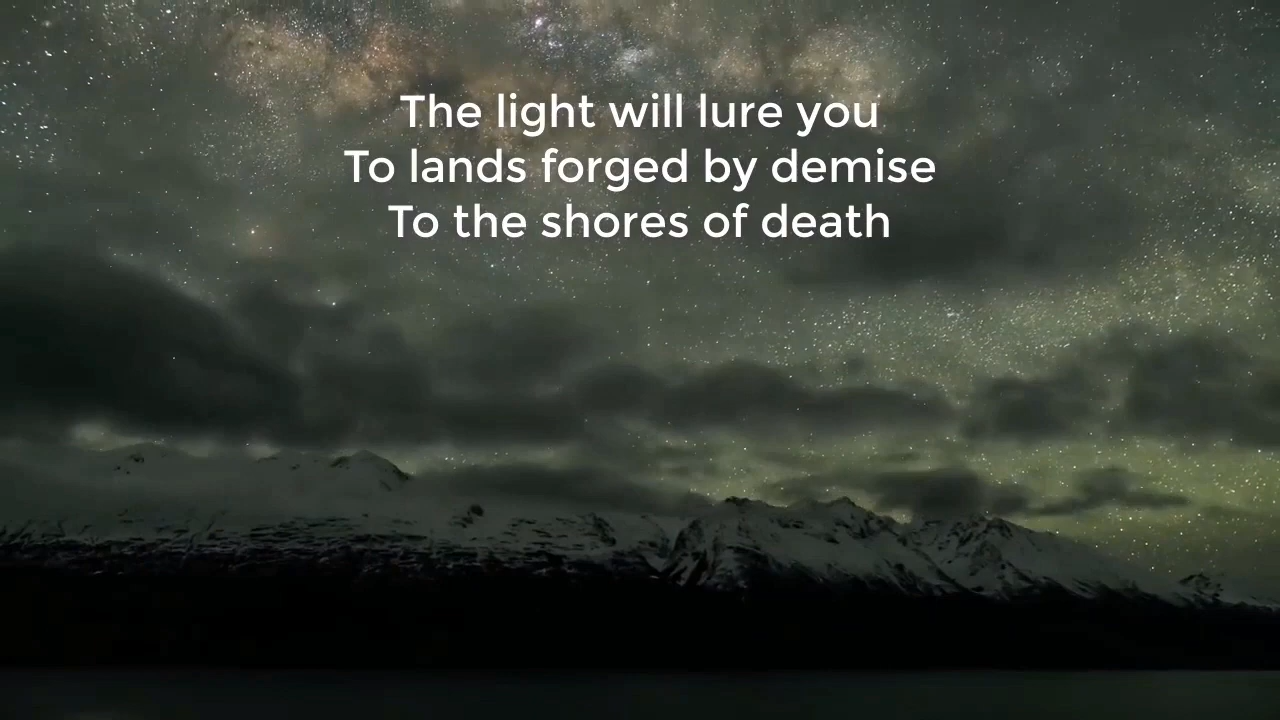 The light will lure you
To lands forged by demise
To the shores of death